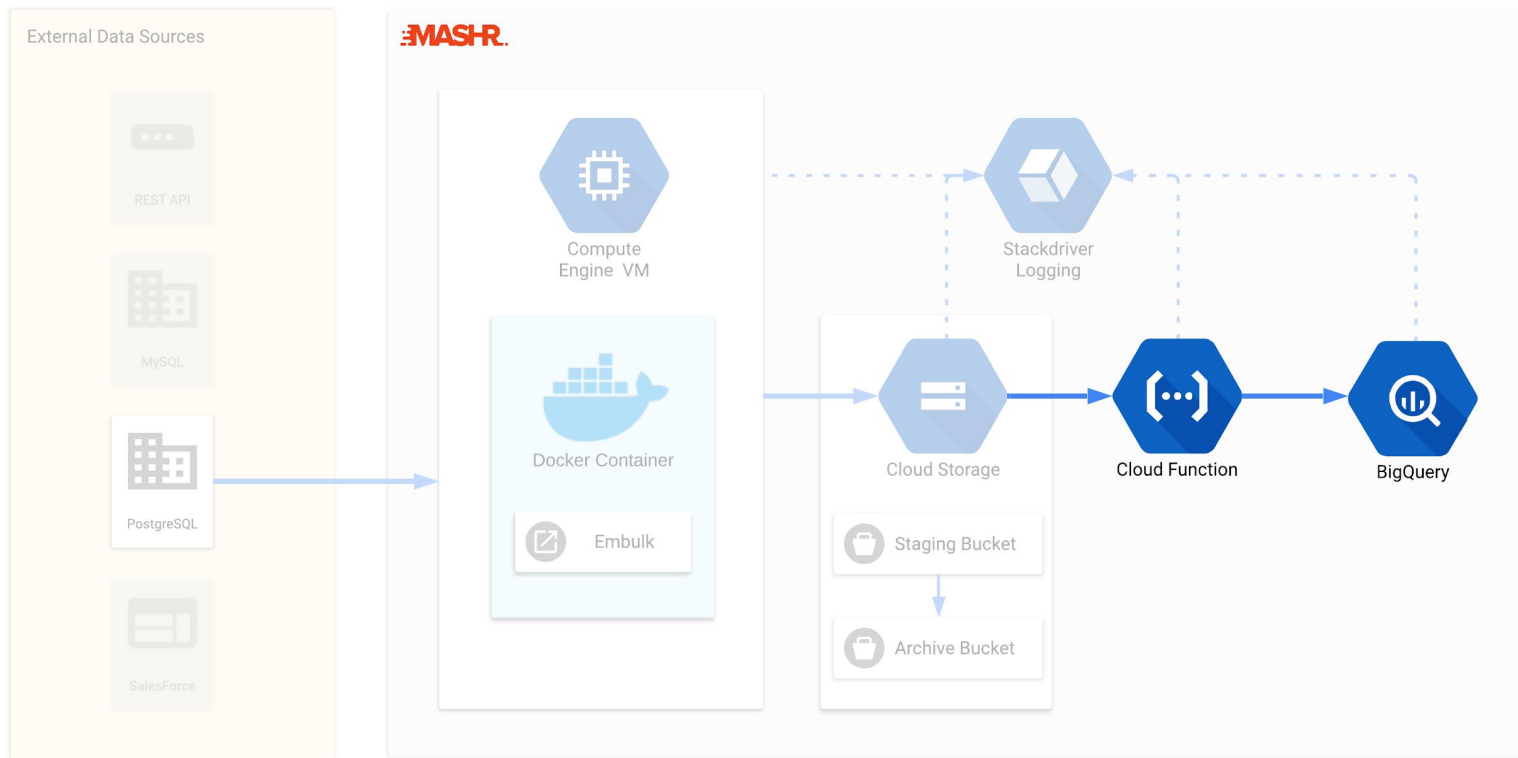 External Data Sources
MASHR
REST API
MySQL
PostgreSQL
SalesForce
Compute
Engine VM
Docker Container
Embulk
Stackdriver
Logging
Cloud Storage
Staging Bucket
Archive Bucket
Cloud Function
BigQuery